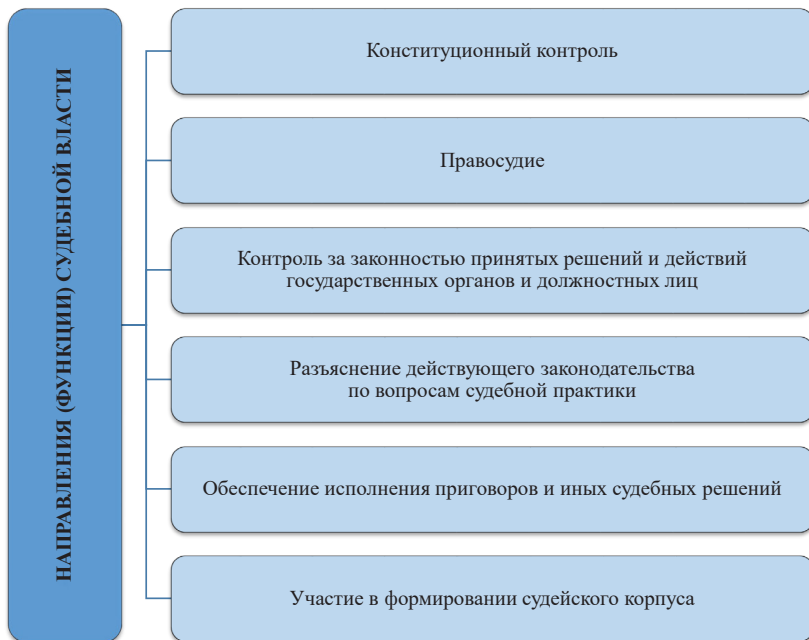 НАПРАВЛЕНИЯ (ФУНКЦИИ) СУДЕБНОЙ ВЛАСТИ
Конституционный контроль
Правосудие
Контроль за законностью принятых решений и действий
государственных органов и должностных лиц
Разъяснение действующего законодательства
по вопросам судебной практики
Обеспечение исполнения приговоров и иных судебных решений
Участие в формировании судейского корпуса